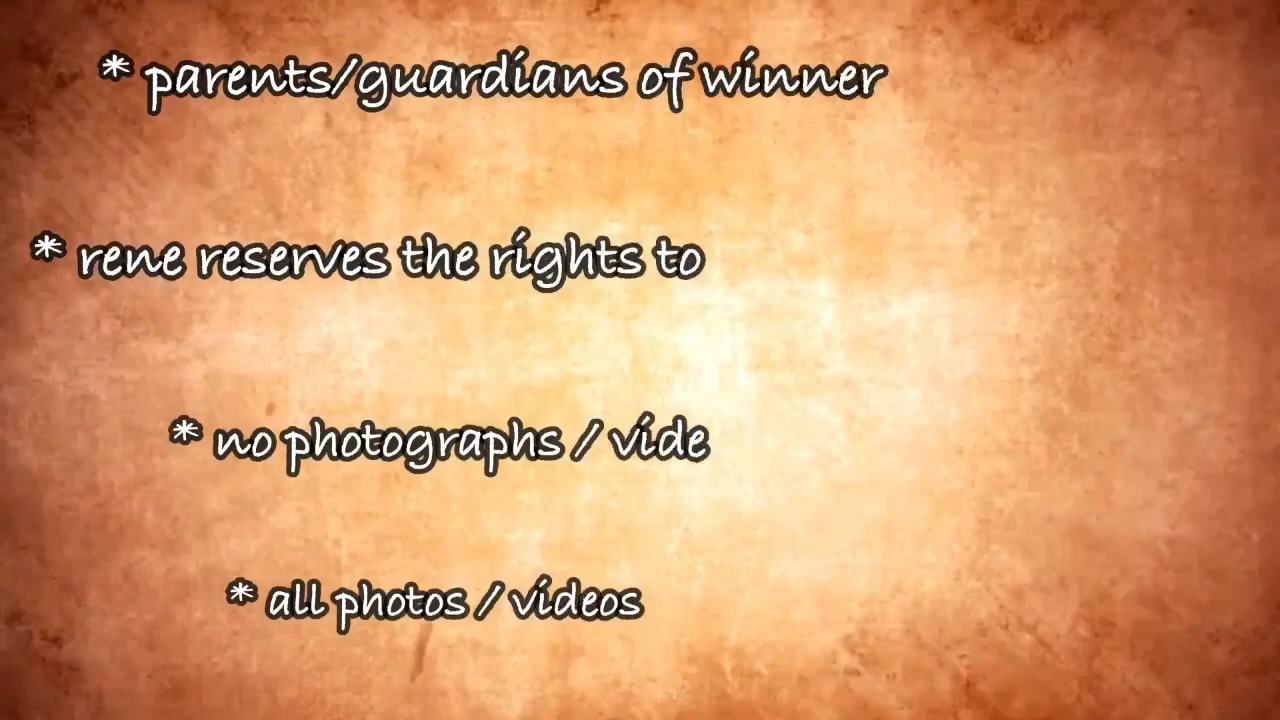 * parents/guardians of winner
* rene reserves the rights to
* no photographs / vide
* all photos / videos